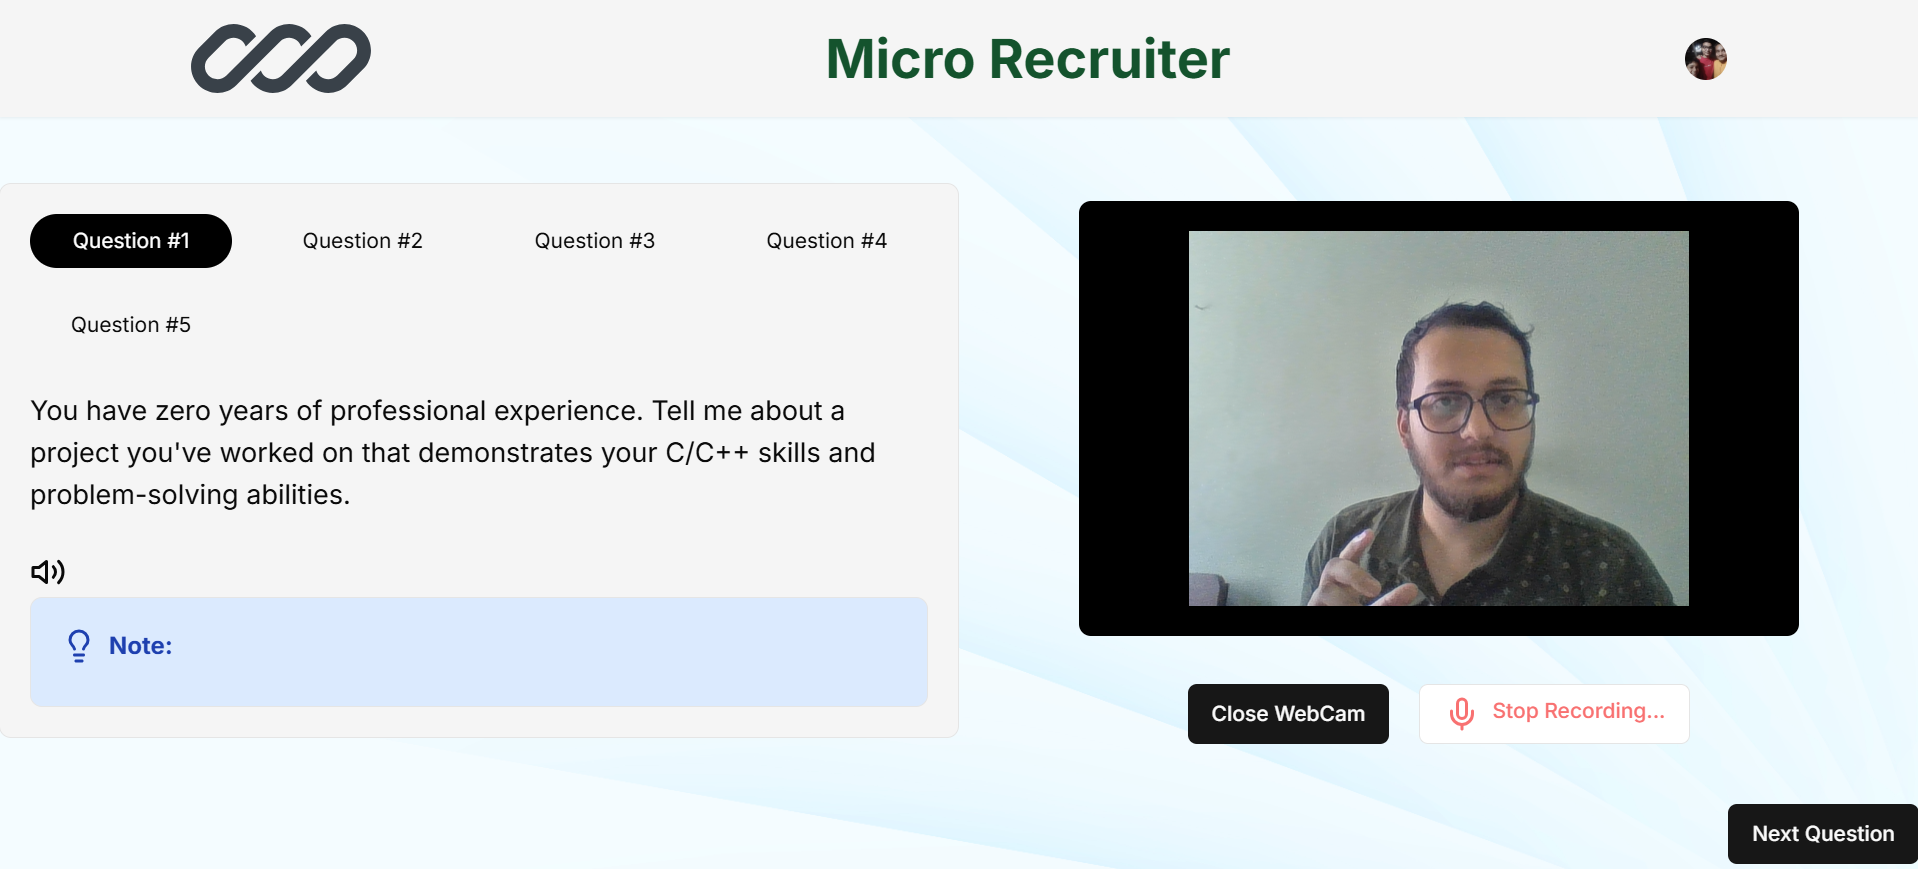 Micro Recruiter
Question #1
Question #2
Question #3
Question #4
Question #5
You have zero years of professional experience. Tell me about a
project you've worked on that demonstrates your C/C++ skills and
problem-solving abilities.
Note:
Close WebCam
Stop Recording...
Next Question